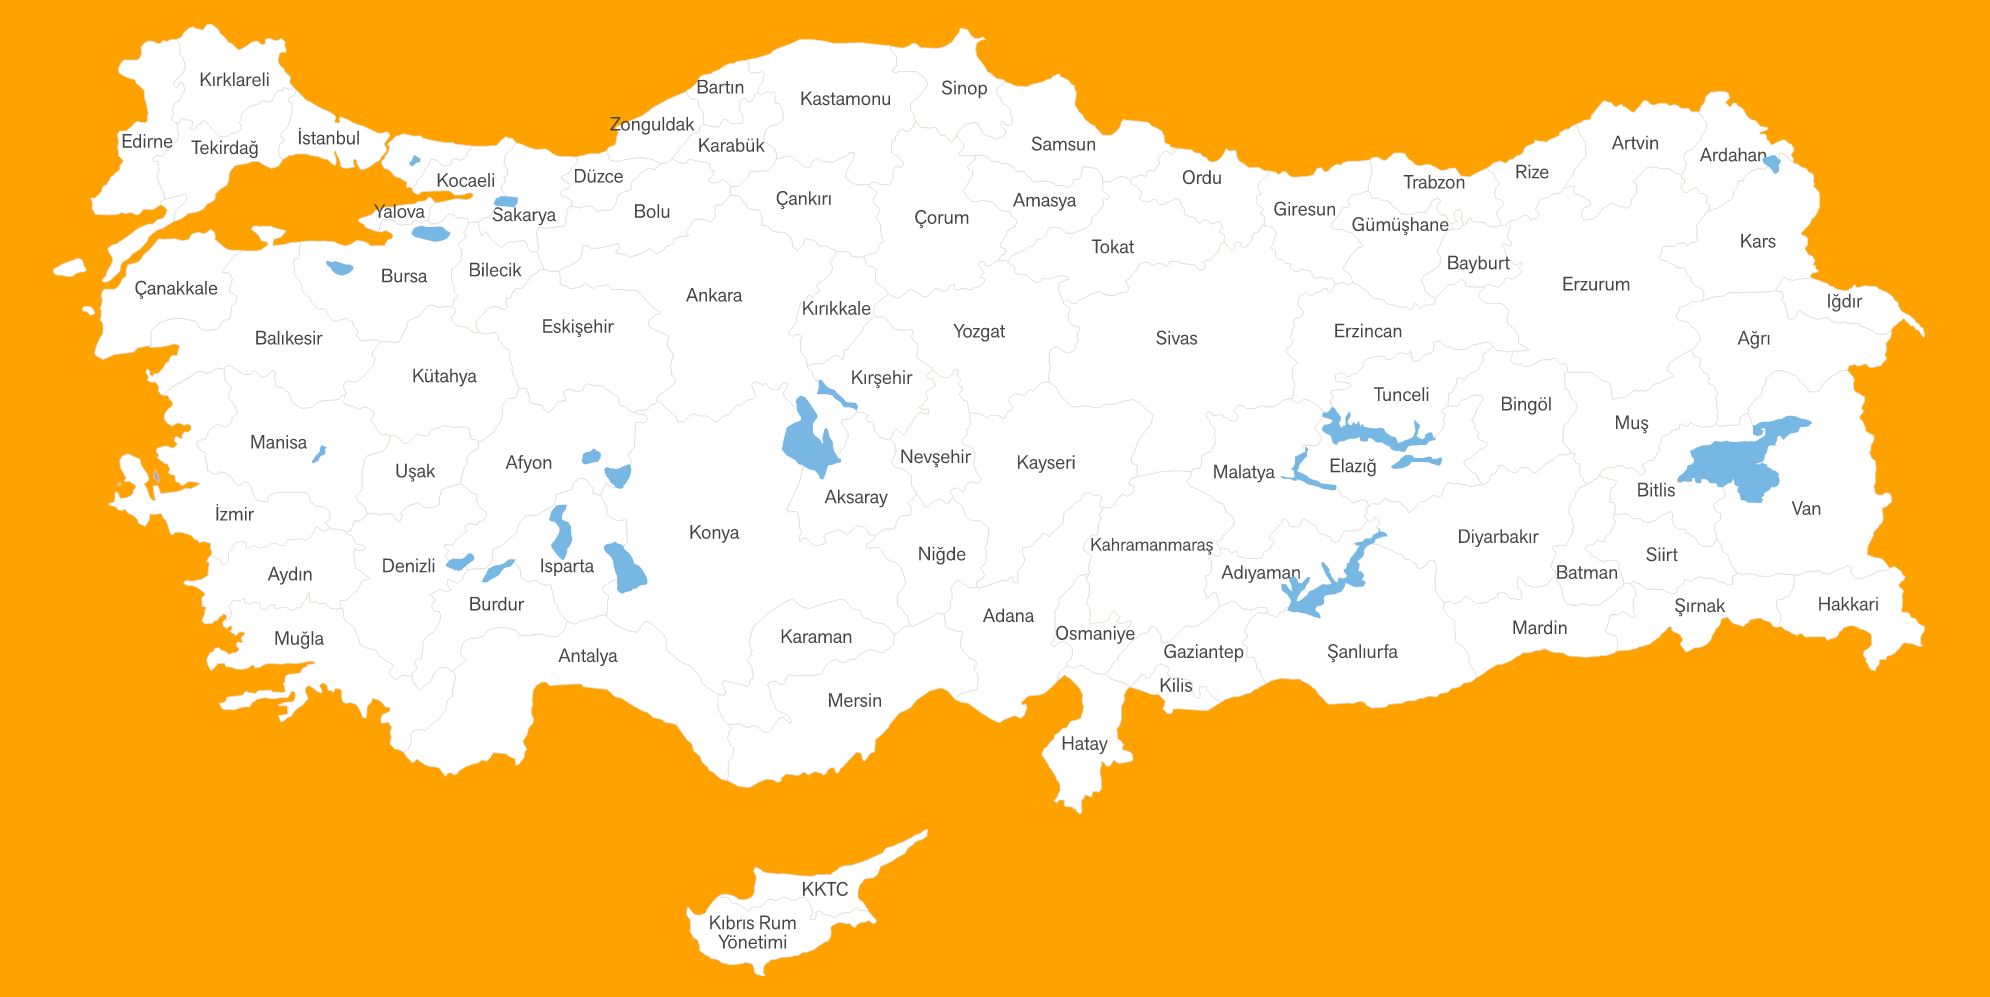 Kırklareli
Edirne
Tekirdağ
İstanbul
Kocaeli
Yalova
Sakarya
Düzce
Zonguldak
Bartın
Karabük
Kastamonu
Sinop
Bolu
Çankırı
Çorum
Samsun
Amasya
Tokat
Ordu
Giresun
Gümüşhane
Trabzon
Bayburt
Rize
Artvin
Ardahan
Kars
Iğdır
Ağrı
Erzurum
Erzincan
Sivas
Yozgat
Kırıkkale
Ankara
Eskişehir
Bilecik
Bursa
Çanakkale
Balıkesir
Kütahya
Manisa
Uşak
Afyon
Kırşehir
Nevşehir
Kayseri
Aksaray
Konya
Malatya
Elazığ
Tunceli
Bingöl
Muş
Bitlis
Van
İzmir
Aydın
Denizli
Isparta
Burdur
Muğla
Antalya
Karaman
Mersin
Niğde
Adana
Kahramanmaraş
Osmaniye
Adıyaman
Gaziantep
Kilis
Hatay
Şanlıurfa
Diyarbakır
Batman
Siirt
Mardin
Şırnak
Hakkari
KKTC
Kıbrıs Rum
Yönetimi